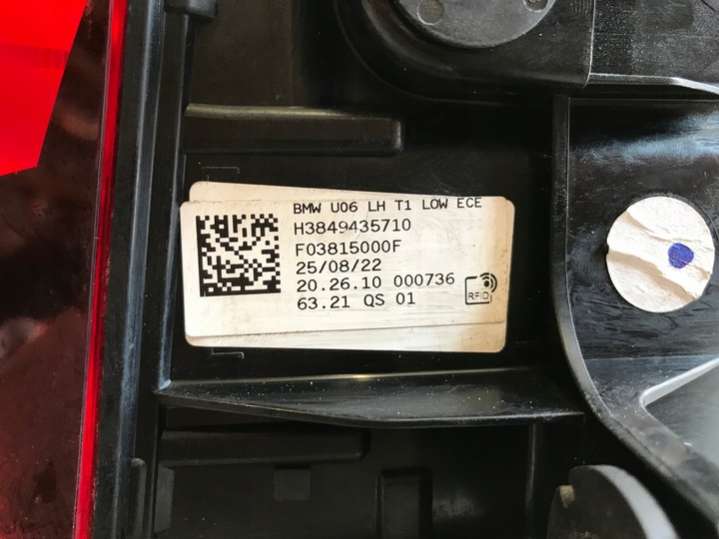 BMW U06 LH T1 LOW ECE
H3849435710
F03815000F
25/08/22
20.26.10 000736
63.21 QS 01
RFID